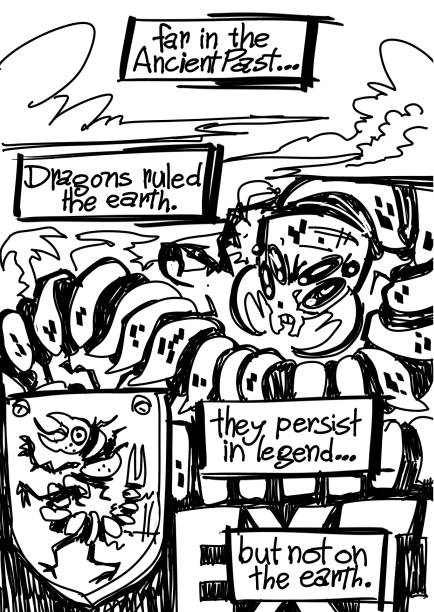 far in the
Ancient Past...
Dragons ruled
the earth.
they persist
in legend...
but not on
the earth.